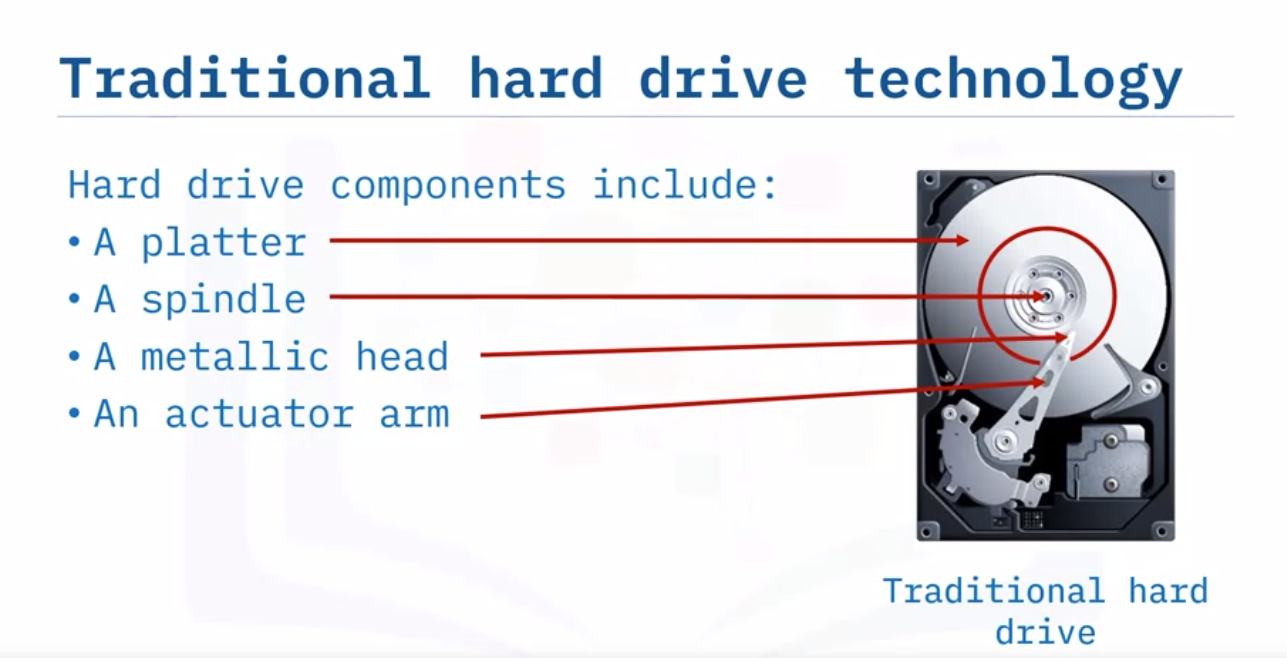 Traditional hard drive technology
Hard drive components include:
• A platter
• A spindle
• A metallic head
• An actuator arm
Traditional hard
drive